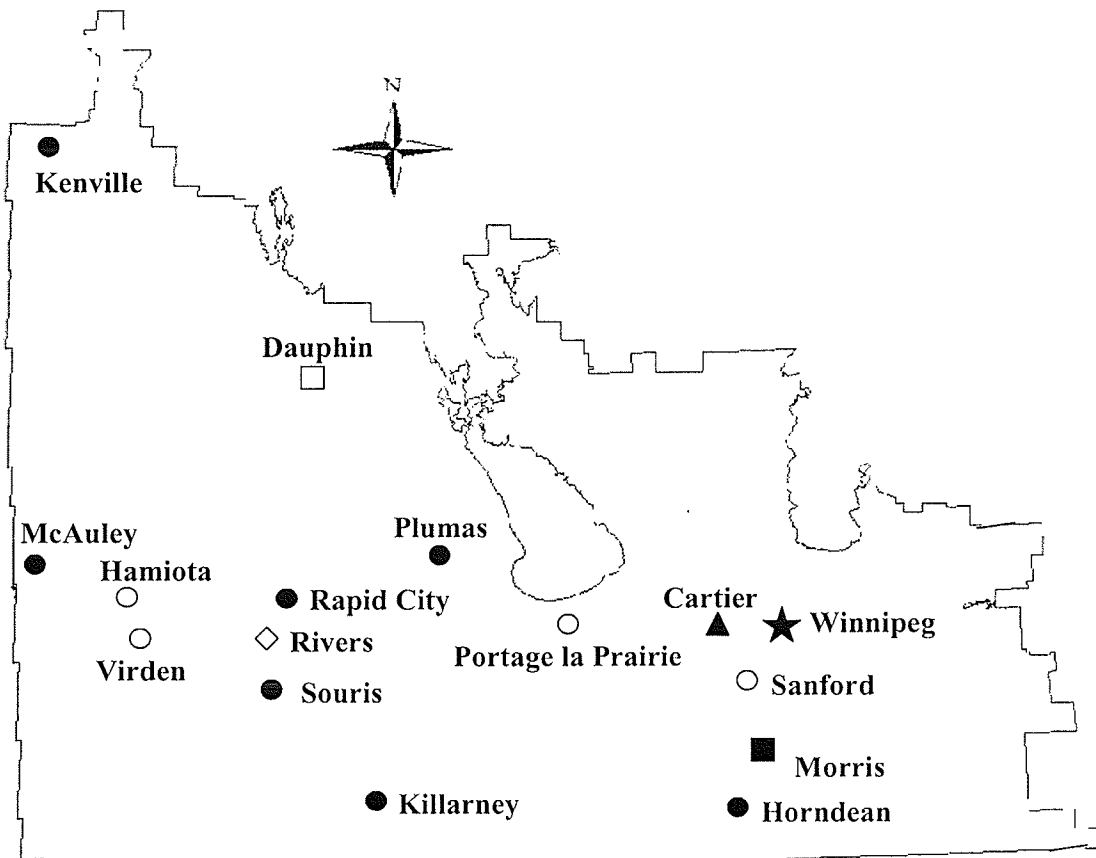 N
Kenville
Dauphin
McAuley
Plumas
Hamiota
Rapid City
Cartier
Winnipeg
Rivers
Portage la Prairie
Virden
Sanford
Souris
Morris
Killarney
Horndean